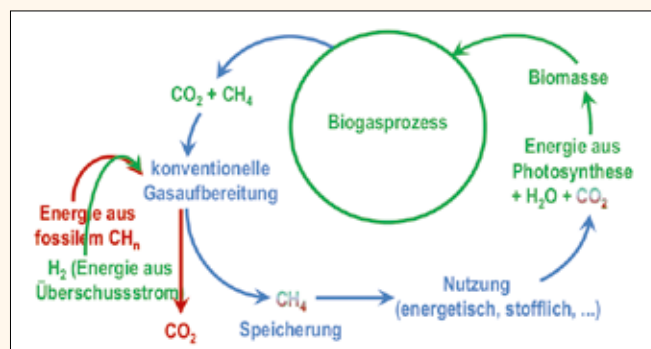 CO₂ + CH₄
Biogasprozess
Biomasse
Energie aus
Photosynthese
+ H₂O + CO₂
konventionelle
Gasaufbereitung
Energie aus
fossilem CHₙ
H₂ (Energie aus
Überschussstrom)
CO₂
CH₄
Speicherung
Nutzung
(energetisch, stofflich, ...)